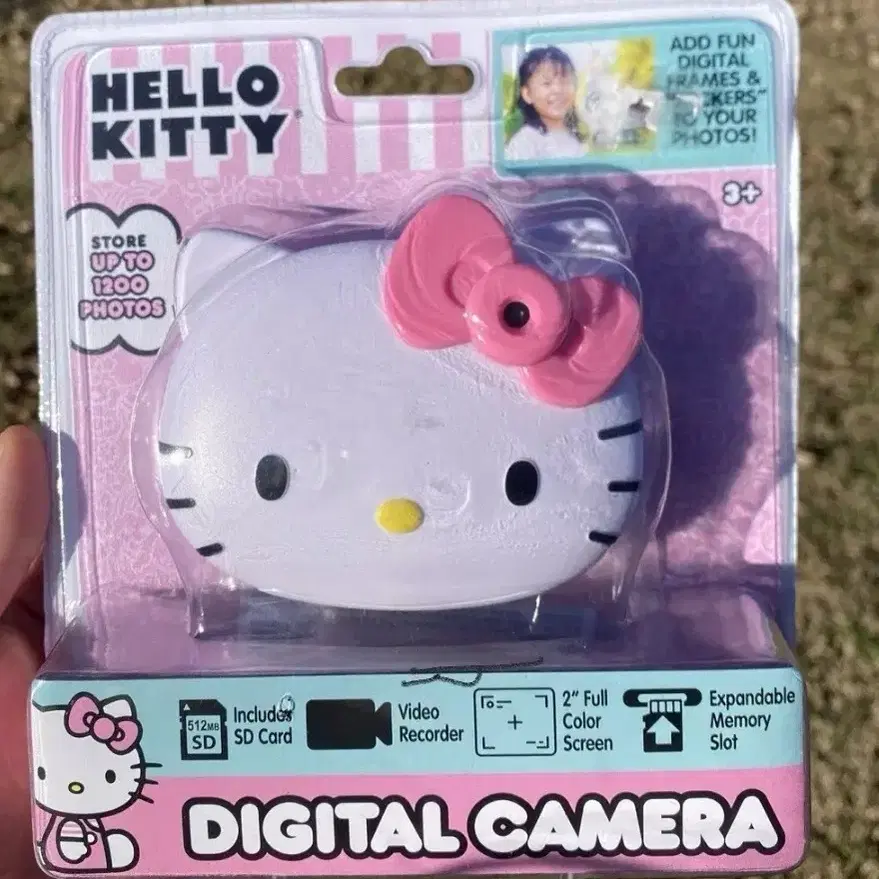 HELLO
KITTY
ADD FUN
DIGITAL
FRAMES &
TO YOUR
PHOTOS!
3+
STORE
UP TO
1200
PHOTOS
512MB
SD
Includes
SD Card
Video
Recorder
2" Full
Color
Screen
Expandable
Memory
Slot
DIGITAL CAMERA